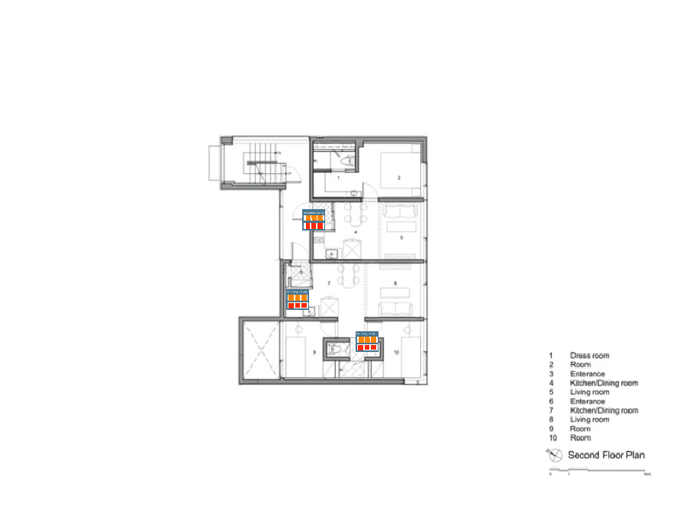 1
2
4
5
7
8
9
10
1 Dress room
2 Room
3 Enterance
4 Kitchen/Dining room
5 Living room
6 Enterance
7 Kitchen/Dining room
8 Living room
9 Room
10 Room
Second Floor Plan
0 1